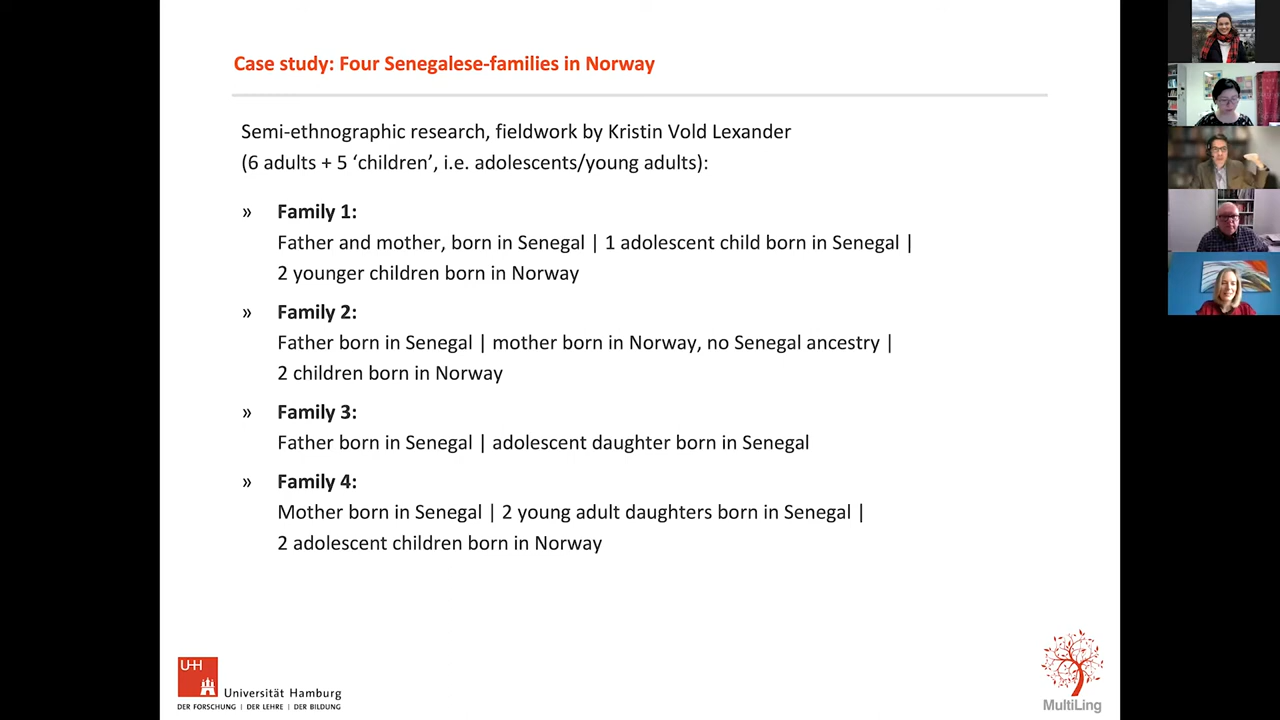 Case study: Four Senegalese-families in Norway
Semi-ethnographic research, fieldwork by Kristin Vold Lexander
(6 adults + 5 ‘children’, i.e. adolescents/young adults):
» Family 1:
Father and mother, born in Senegal | 1 adolescent child born in Senegal |
2 younger children born in Norway
» Family 2:
Father born in Senegal | mother born in Norway, no Senegal ancestry |
2 children born in Norway
» Family 3:
Father born in Senegal | adolescent daughter born in Senegal
» Family 4:
Mother born in Senegal | 2 young adult daughters born in Senegal |
2 adolescent children born in Norway
UH
Universität Hamburg
DER FORSCHUNG | DER LEHRE | DER BILDUNG
MultiLing